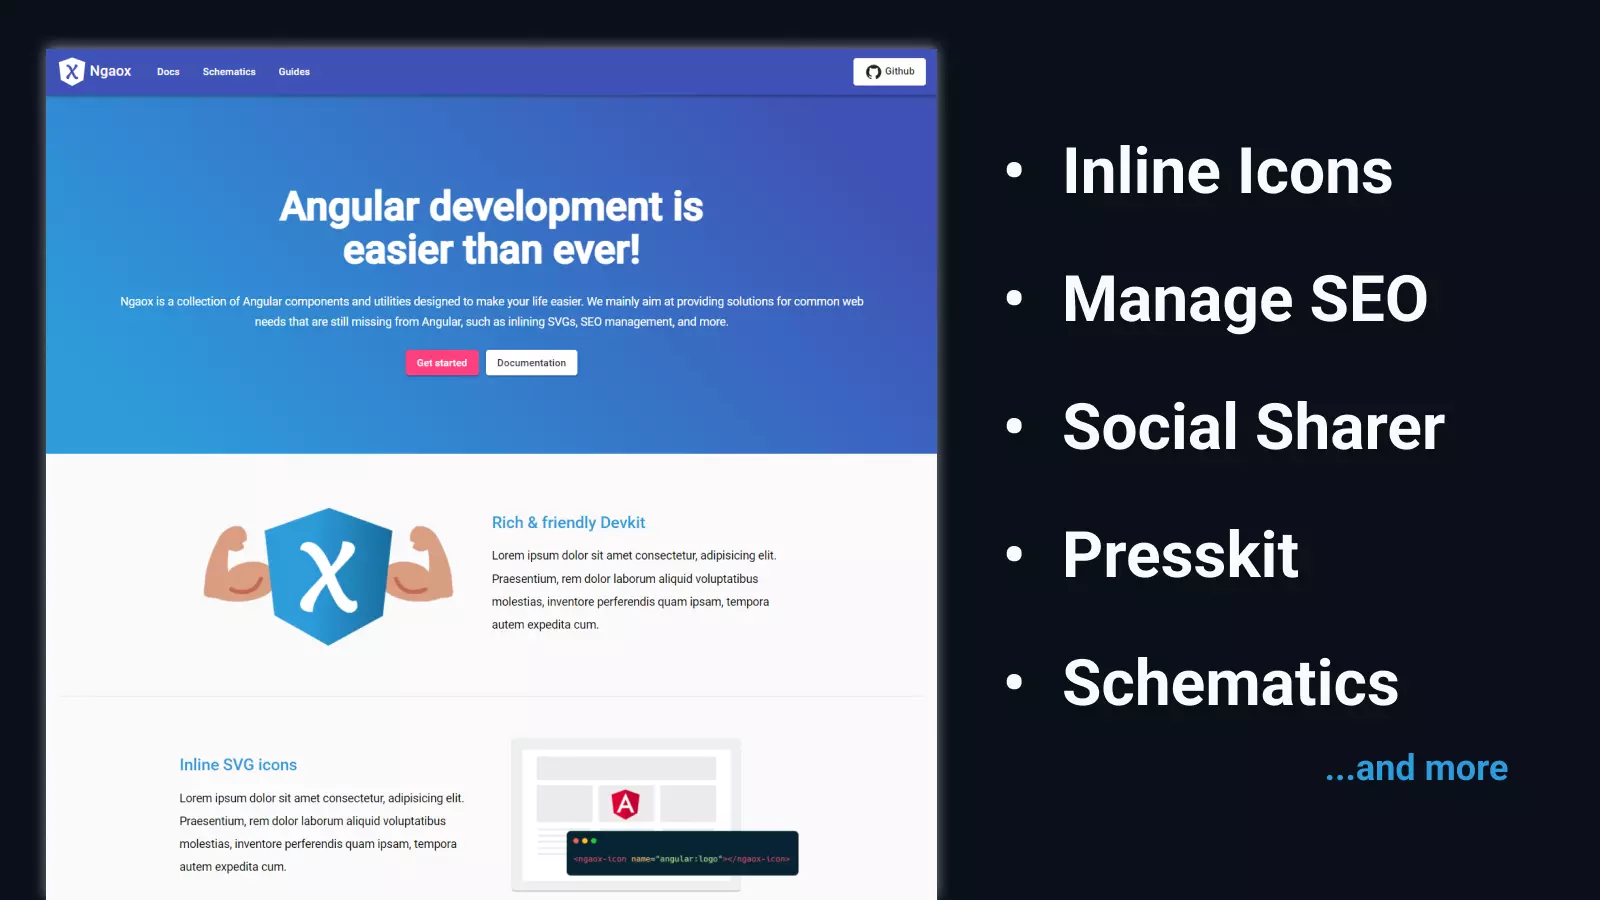 Ngaox
Docs
Schematics
Guides
Github
Angular development is
easier than ever!
Ngaox is a collection of Angular components and utilities designed to make your life easier. We mainly aim at providing solutions for common web
needs that are still missing from Angular, such as inlining SVGs, SEO management, and more.
Get started
Documentation
Rich & friendly Devkit
Lorem ipsum dolor sit amet consectetur, adipisicing elit.
Praesentium, rem dolor laborum aliquid voluptatibus
molestias, inventore perferendis quam ipsam, tempora
autem expedita cum.
Inline SVG icons
Lorem ipsum dolor sit amet consectetur, adipisicing elit.
Praesentium, rem dolor laborum aliquid voluptatibus
molestias, inventore perferendis quam ipsam, tempora
autem expedita cum.
<ngaox-icon name="angular:logo"></ngaox-icon>
• Inline Icons
• Manage SEO
• Social Sharer
• Presskit
• Schematics
...and more